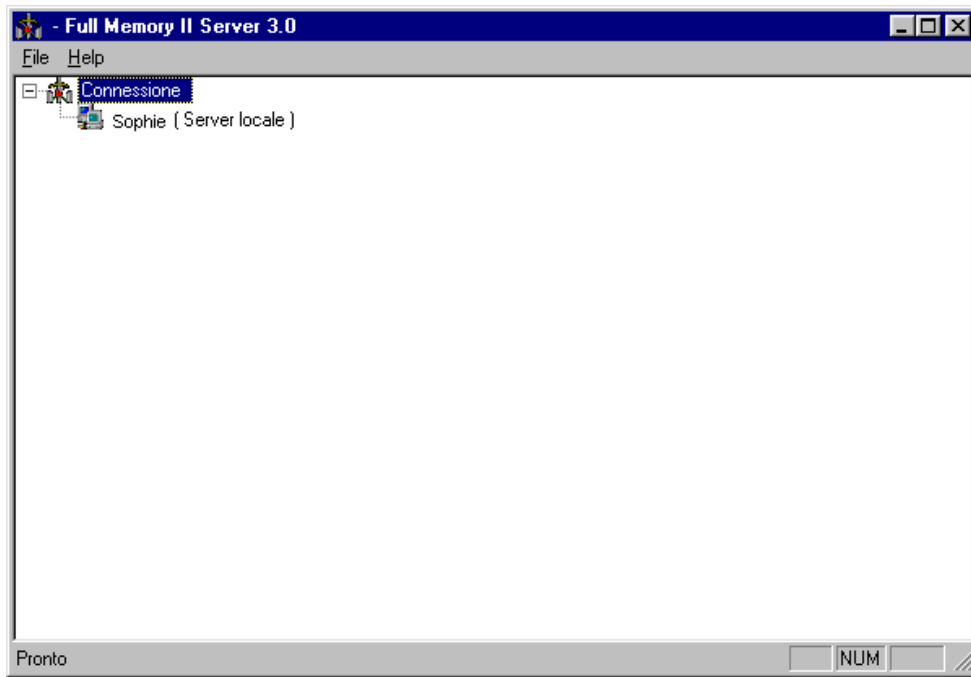 - Full Memory II Server 3.0
File Help
Connessione
Sophie ( Server locale )
Pronto NUM